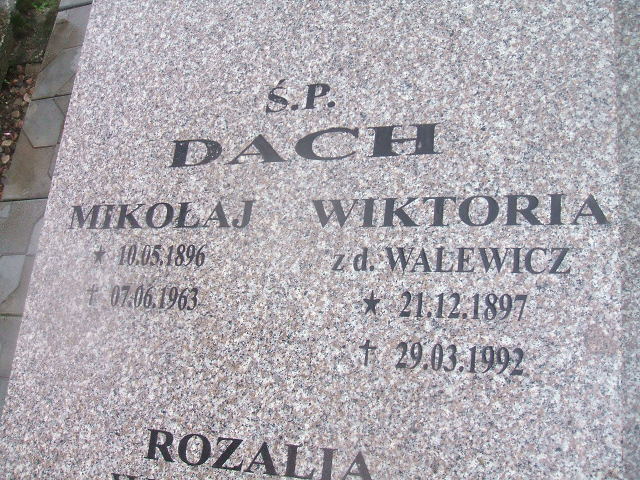 Ś.P.
DACH
MIKOŁAJ WIKTORIA
★ 10.05.1896 z d. WALEWICZ
† 07.06.1963 ★ 21.12.1897
† 29.03.1992
ROZALIA